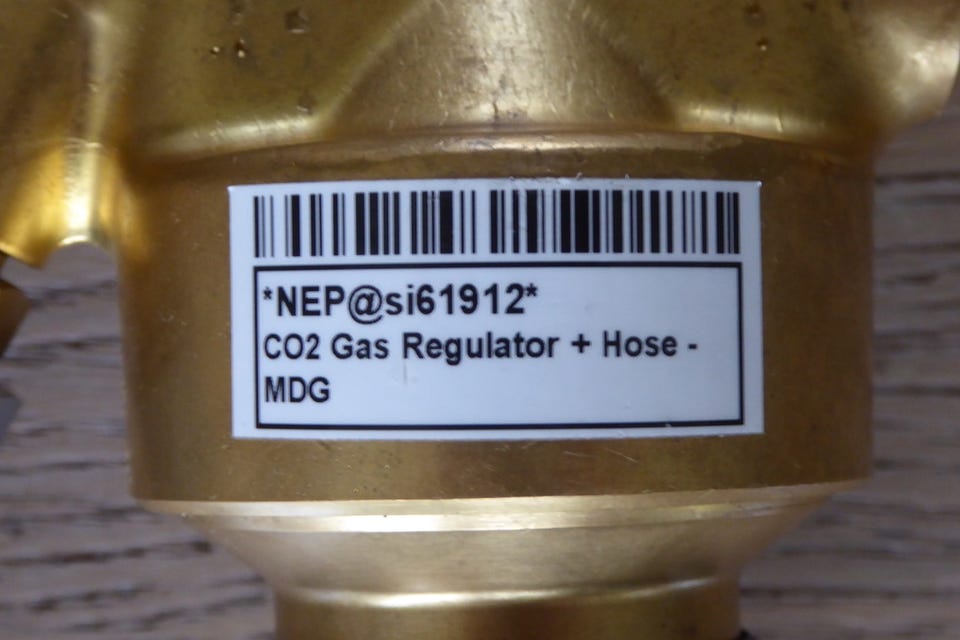 *NEP@si61912*
CO2 Gas Regulator + Hose -
MDG